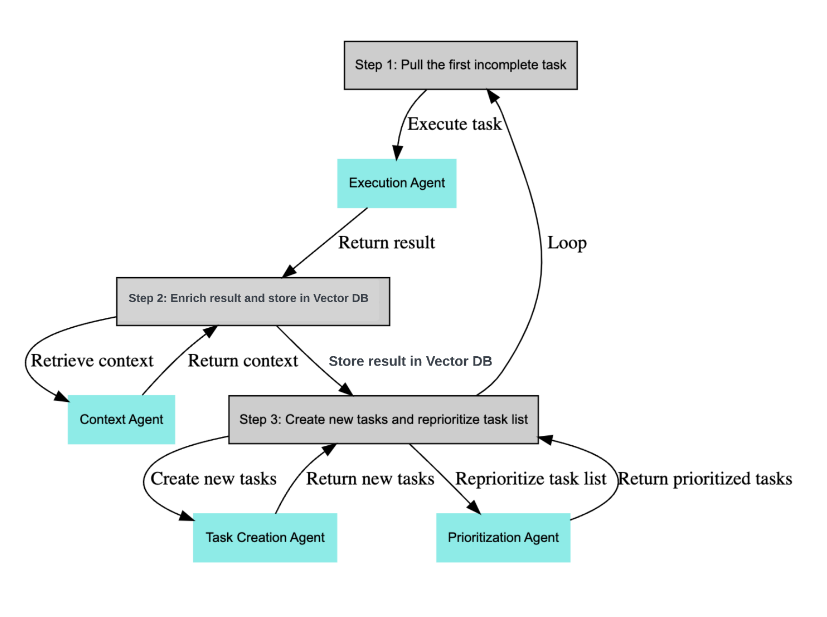 Step 1: Pull the first incomplete task
Execute task
Execution Agent
Return result
Loop
Step 2: Enrich result and store in Vector DB
Retrieve context
Return context
Store result in Vector DB
Context Agent
Step 3: Create new tasks and reprioritize task list
Create new tasks
Return new tasks
Reprioritize task list
Return prioritized tasks
Task Creation Agent
Prioritization Agent